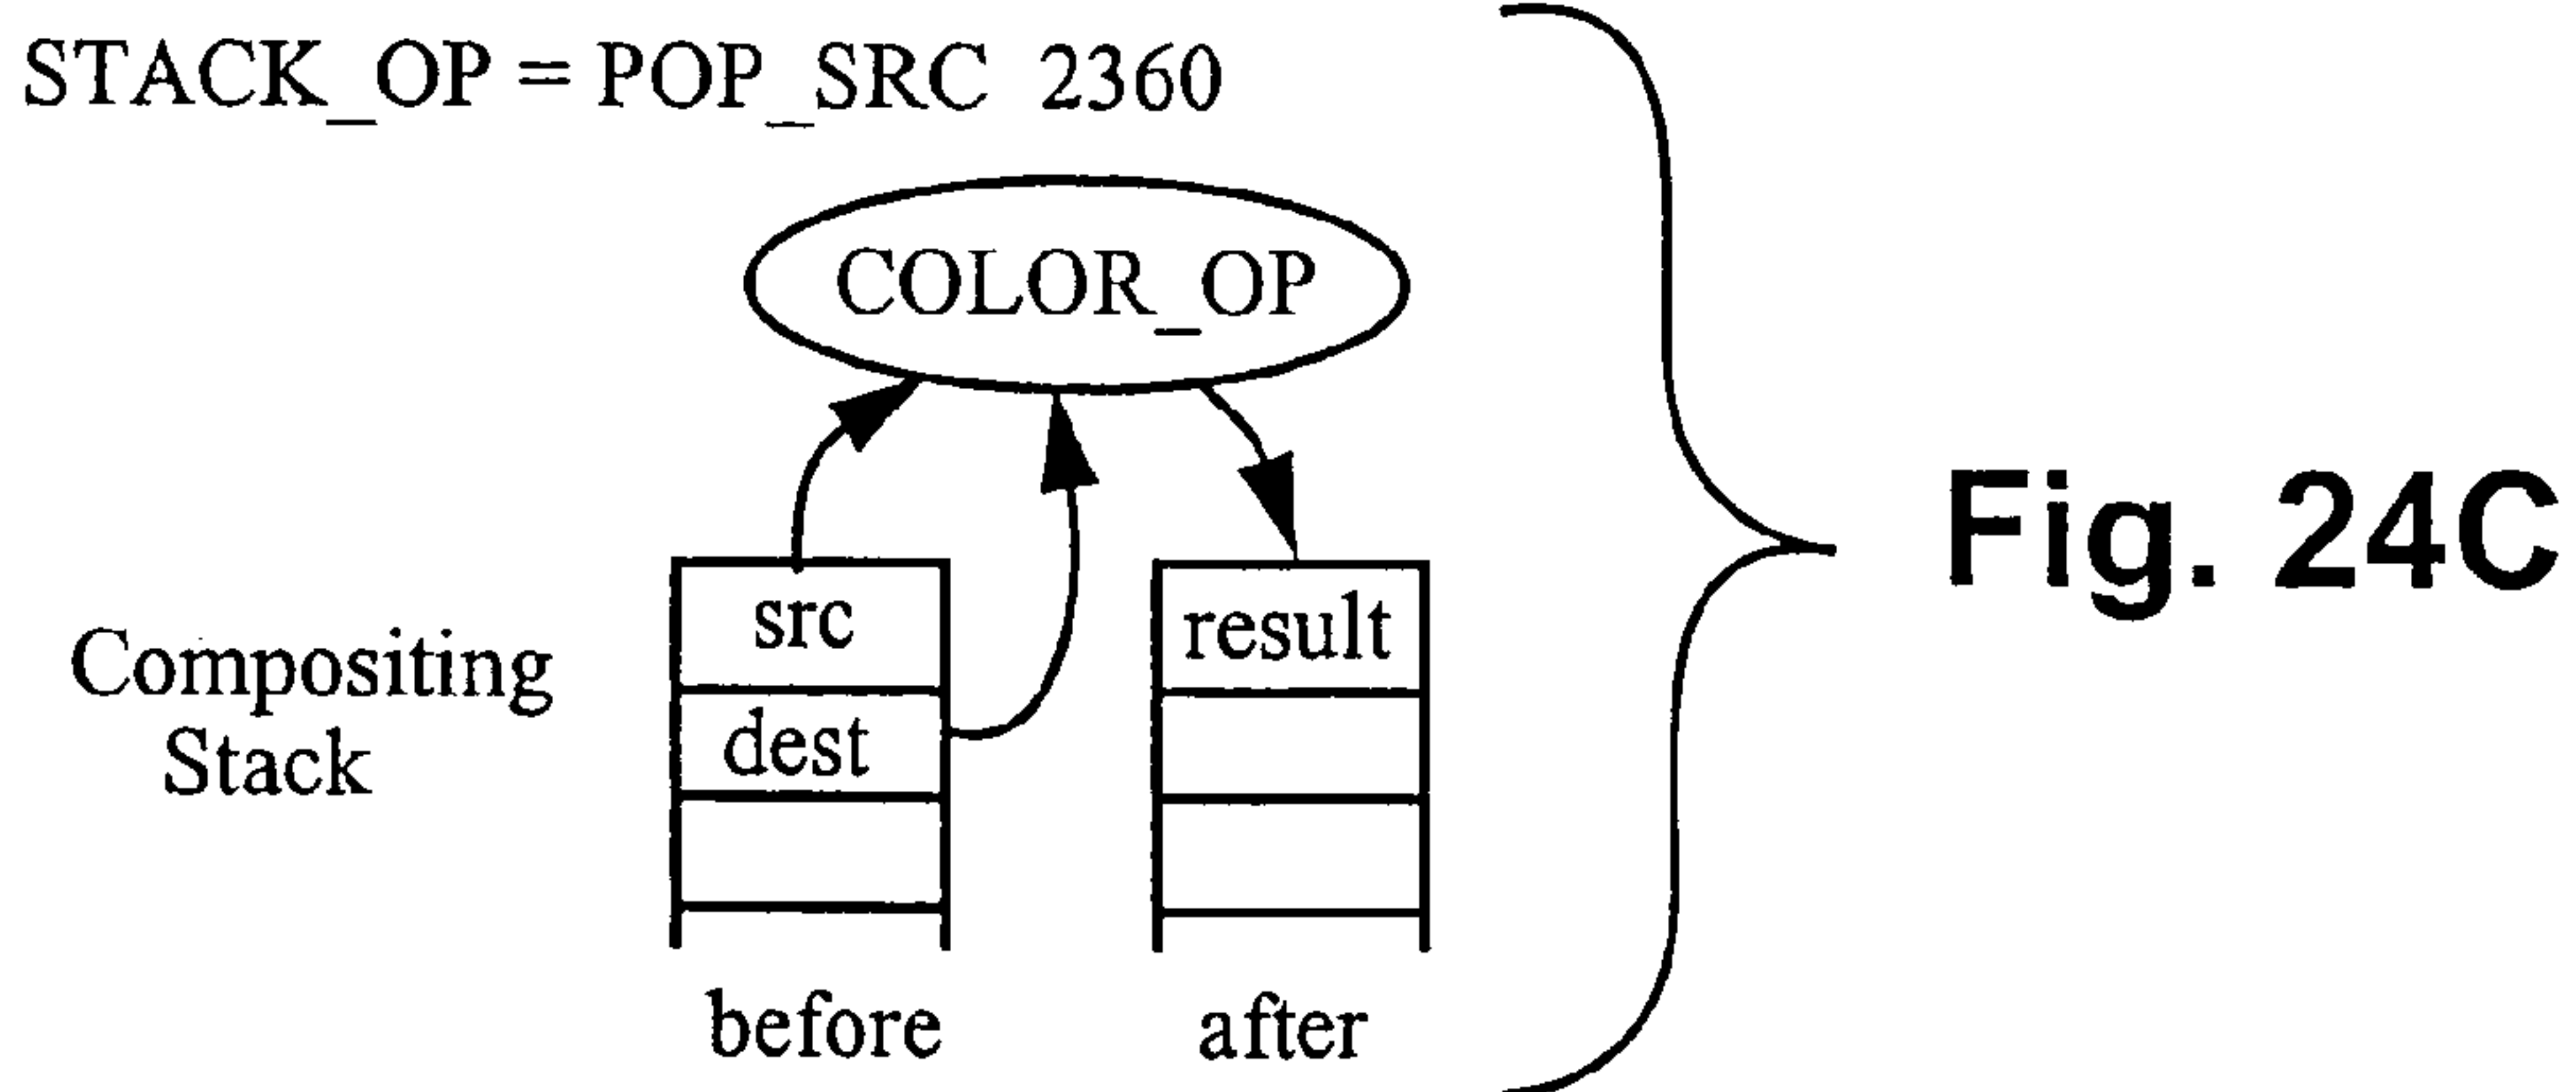 STACK_OP = POP_SRC 2360
COLOR_OP
src
result
dest
Compositing
Stack
before
after
Fig. 24C